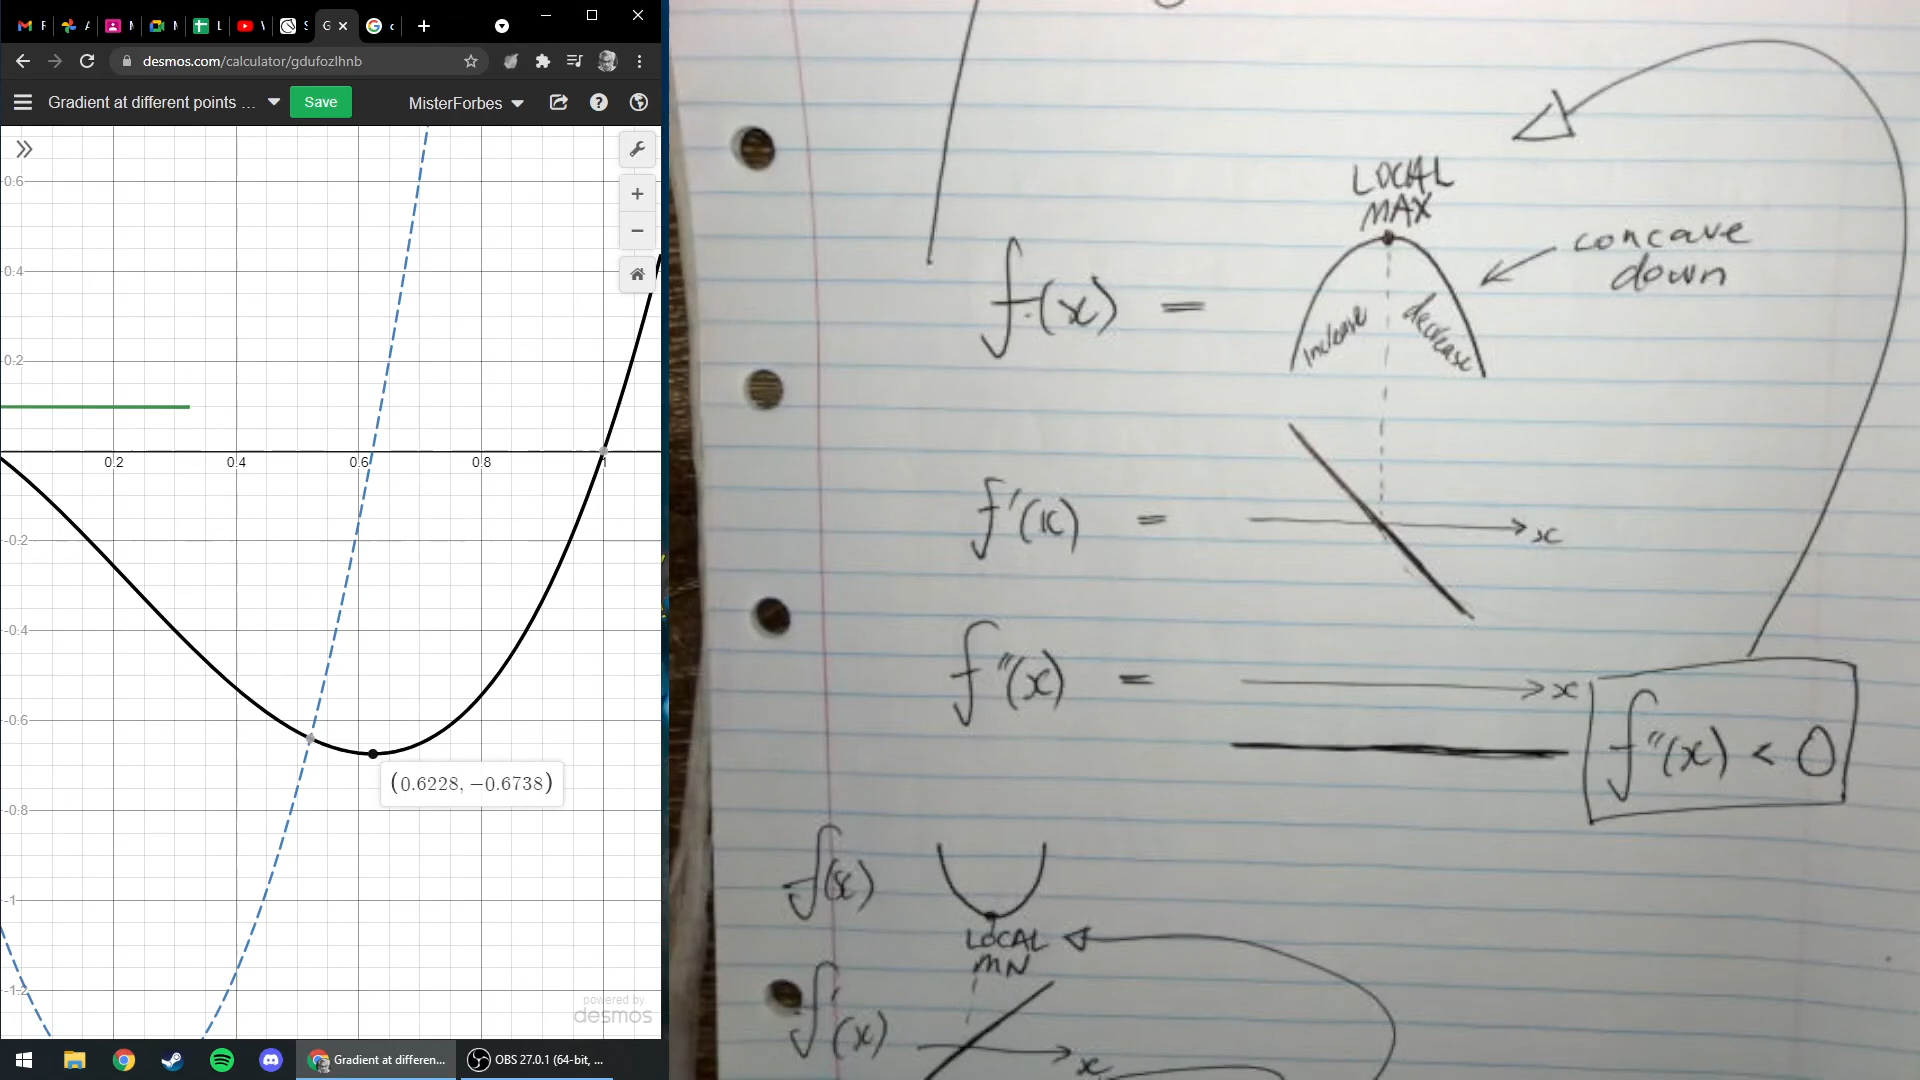 F
A
M
M
L
V
S
G
c
desmos.com/calculator/gdufozlhnb
Gradient at different points ...
Save
MisterForbes
0.6
0.4
0.2
0.2 0.4 0.6 0.8 1
-0.2
-0.4
-0.6
(0.6228, −0.6738)
-0.8
-1
-1.2
powered by
desmos
Gradient at differen...
OBS 27.0.1 (64-bit, ...
LOCAL
MAX
concave
down
f(x) =
increase decrease
f'(x) =
x
f''(x) =
x
f''(x) < 0
f(x)
LOCAL
MN
f'(x)
x